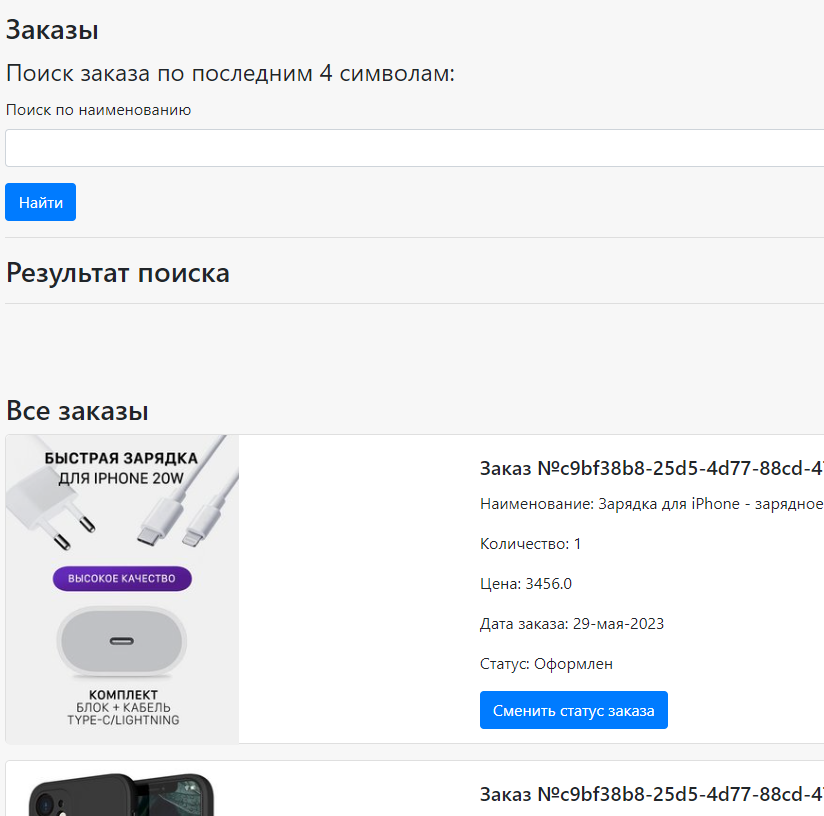 Заказы
Поиск заказа по последним 4 символам:
Поиск по наименованию
Найти
Результат поиска
Все заказы
БЫСТРАЯ ЗАРЯДКА
ДЛЯ IPHONE 20W
ВЫСОКОЕ КАЧЕСТВО
КОМПЛЕКТ
БЛОК + КАБЕЛЬ
TYPE-C/LIGHTNING
Заказ №c9bf38b8-25d5-4d77-88cd-4
Наименование: Зарядка для iPhone - зарядное
Количество: 1
Цена: 3456.0
Дата заказа: 29-мая-2023
Статус: Оформлен
Сменить статус заказа
Заказ №c9bf38b8-25d5-4d77-88cd-4